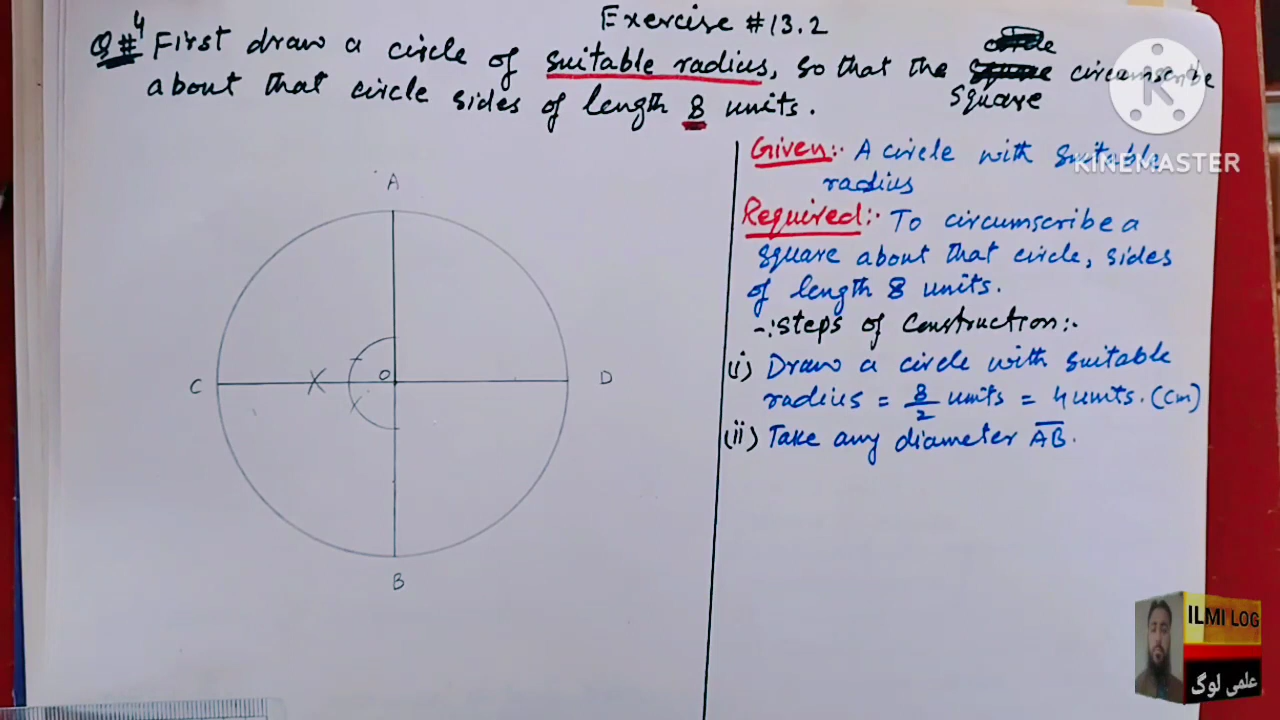 Exercise #13.2
Q#4 First draw a circle of suitable radius, so that the square circumscribe
about that circle sides of length 8 units.
KINEMASTER
Given:- A circle with suitable
radius
Required:- To circumscribe a
square about that circle, sides
of length 8 units.
-:steps of construction:-
(i) Draw a circle with suitable
radius = 8/2 units = 4 units. (cm)
(ii) Take any diameter AB.
A
C
O
D
B
ILMI LOG
علمی لوگ